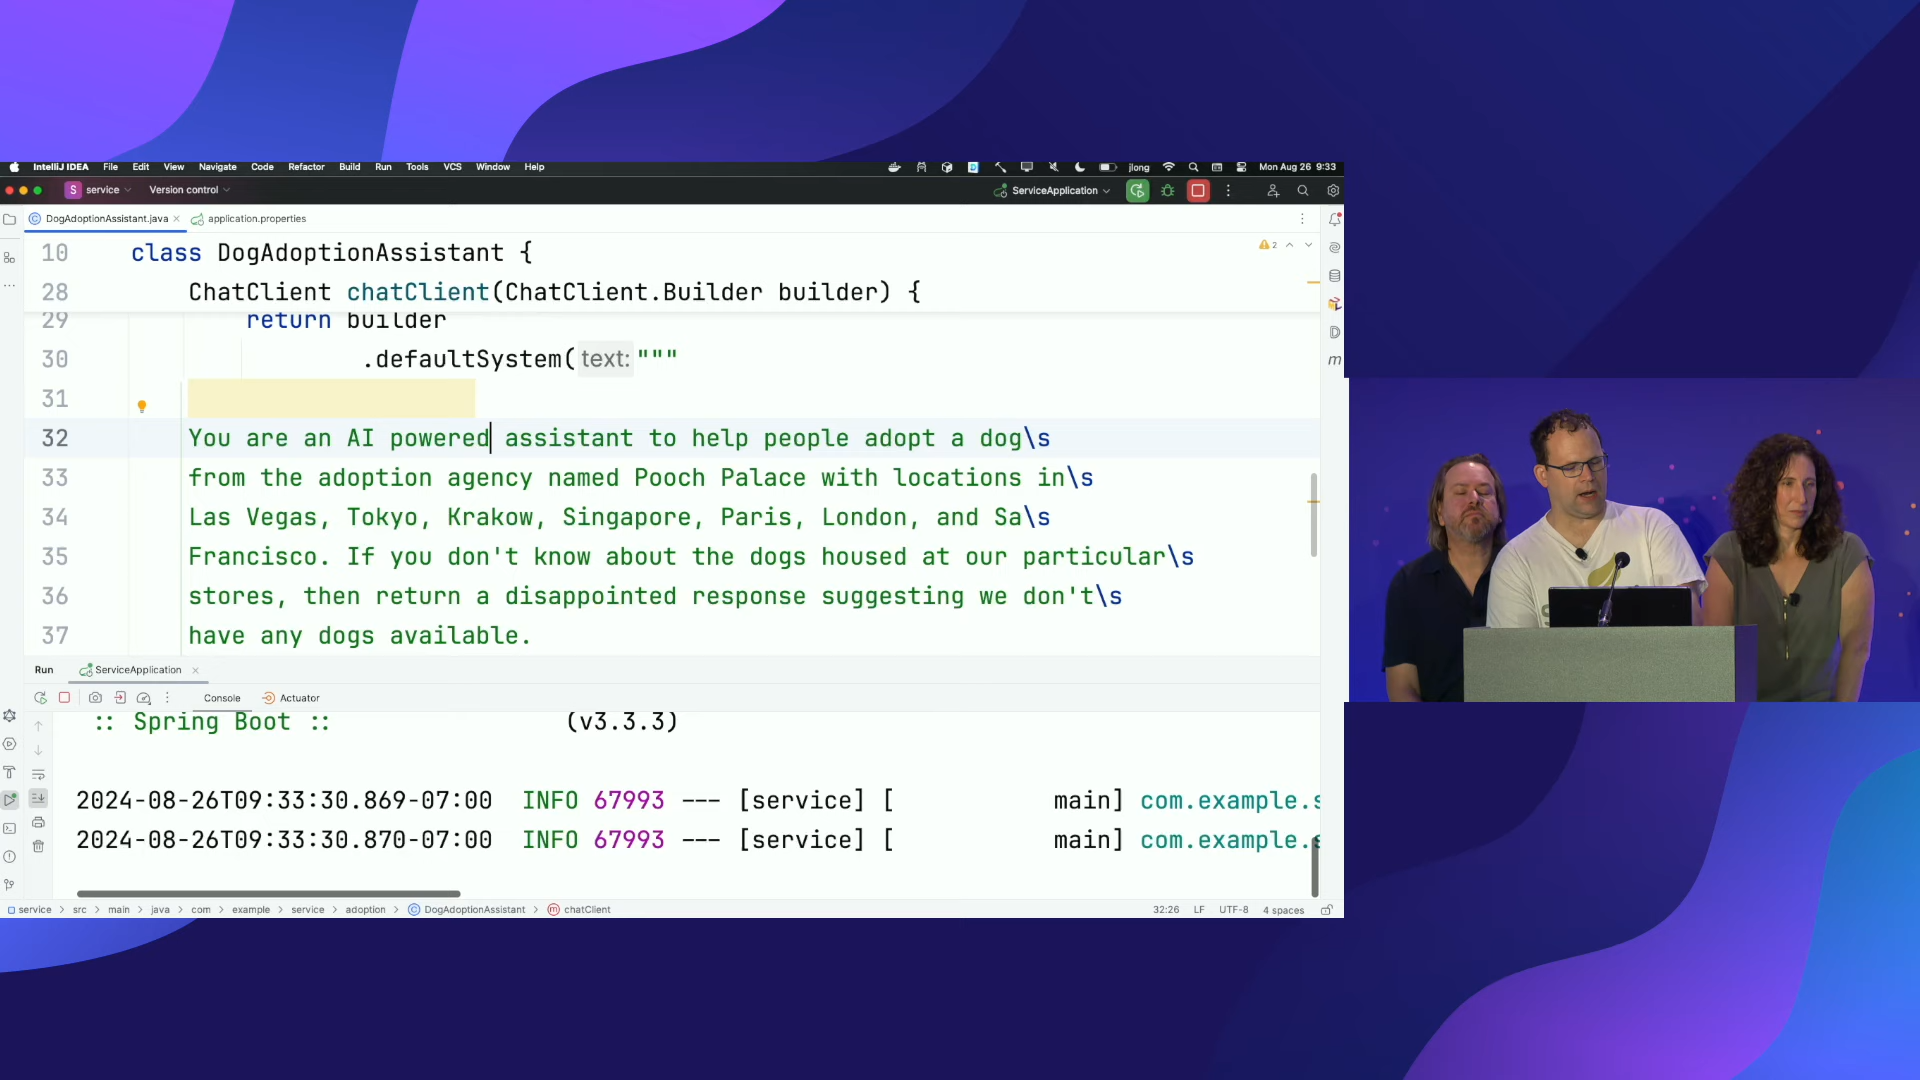 IntelliJ IDEA File Edit View Navigate Code Refactor Build Run Tools VCS Window Help jlong Mon Aug 26 9:33
S service Version control ServiceApplication
DogAdoptionAssistant.java application.properties
10 class DogAdoptionAssistant { 2
28 ChatClient chatClient(ChatClient.Builder builder) {
29 return builder
30 .defaultSystem( text: """
31
32 You are an AI powered assistant to help people adopt a dog\s
33 from the adoption agency named Pooch Palace with locations in\s
34 Las Vegas, Tokyo, Krakow, Singapore, Paris, London, and Sa\s
35 Francisco. If you don't know about the dogs housed at our particular\s
36 stores, then return a disappointed response suggesting we don't\s
37 have any dogs available.
Run ServiceApplication
Console Actuator
:: Spring Boot :: (v3.3.3)
2024-08-26T09:33:30.869-07:00 INFO 67993 --- [service] [ main] com.example.s
2024-08-26T09:33:30.870-07:00 INFO 67993 --- [service] [ main] com.example.s
service > src > main > java > com > example > service > adoption > DogAdoptionAssistant > chatClient 32:26 LF UTF-8 4 spaces